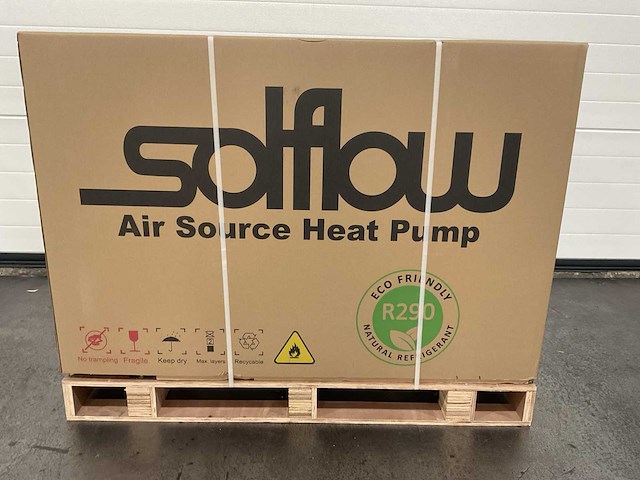 solflow
Air Source Heat Pump
ECO FRIENDLY
R290
NATURAL REFRIGERANT
No trampling Fragile Keep dry Max. layers Recyclable